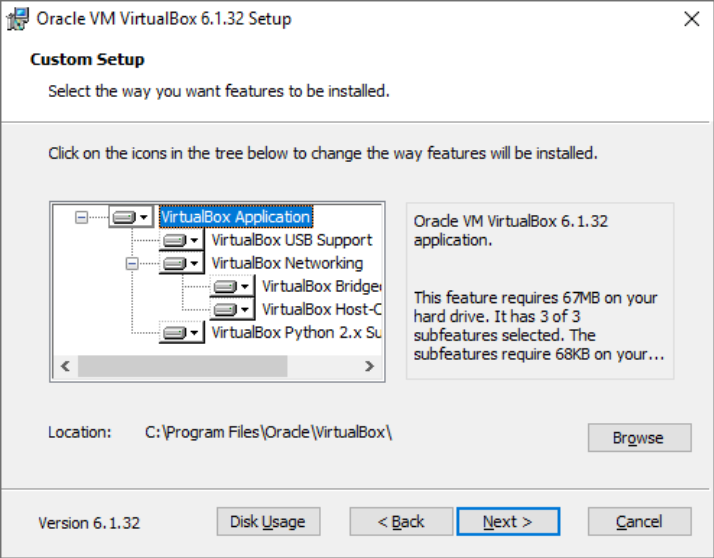 Oracle VM VirtualBox 6.1.32 Setup
Custom Setup
Select the way you want features to be installed.
Click on the icons in the tree below to change the way features will be installed.
VirtualBox Application
VirtualBox USB Support
VirtualBox Networking
VirtualBox Bridge
VirtualBox Host-C
VirtualBox Python 2.x Su
Oracle VM VirtualBox 6.1.32
application.
This feature requires 67MB on your
hard drive. It has 3 of 3
subfeatures selected. The
subfeatures require 68KB on your...
Location:
C:\Program Files\Oracle\VirtualBox\
Browse
Version 6.1.32
Disk Usage
< Back
Next >
Cancel